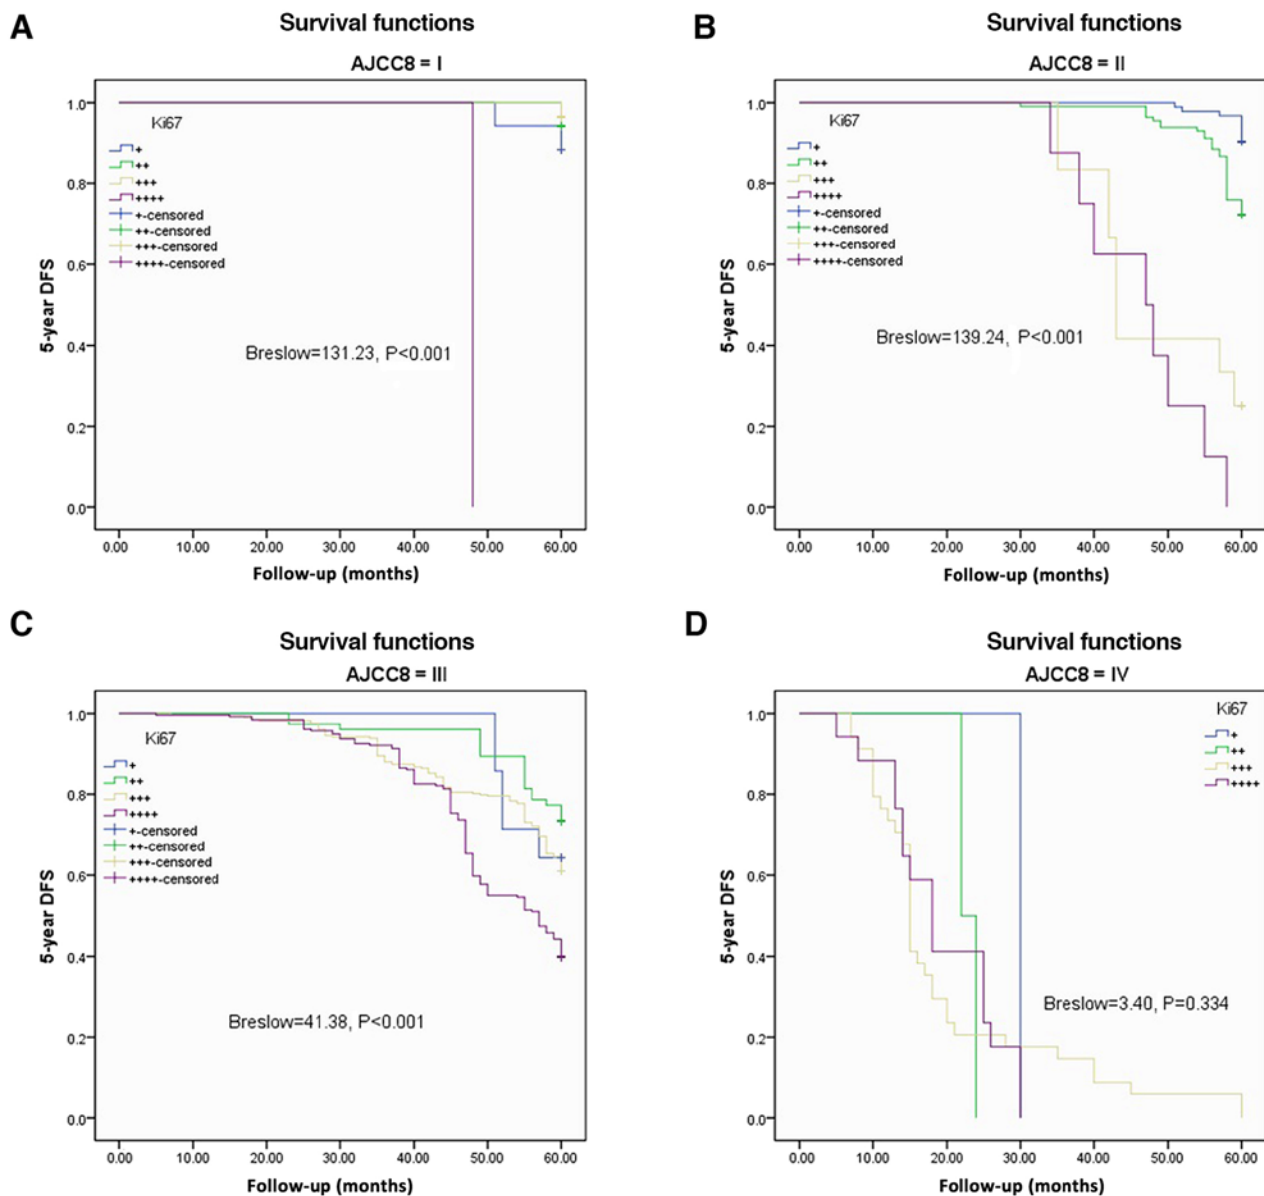 A
Survival functions
AJCC8 = I
Ki67
+
++
+++
++++
+-censored
++-censored
+++-censored
++++-censored
Breslow=131.23, P<0.001
5-year DFS
1.0
0.8
0.6
0.4
0.2
0.0
0.00 10.00 20.00 30.00 40.00 50.00 60.00
Follow-up (months)
B
Survival functions
AJCC8 = II
Ki67
+
++
+++
++++
+-censored
++-censored
+++-censored
++++-censored
Breslow=139.24, P<0.001
5-year DFS
1.0
0.8
0.6
0.4
0.2
0.0
0.00 10.00 20.00 30.00 40.00 50.00 60.00
Follow-up (months)
C
Survival functions
AJCC8 = III
Ki67
+
++
+++
++++
+-censored
++-censored
+++-censored
++++-censored
Breslow=41.38, P<0.001
5-year DFS
1.0
0.8
0.6
0.4
0.2
0.0
0.00 10.00 20.00 30.00 40.00 50.00 60.00
Follow-up (months)
D
Survival functions
AJCC8 = IV
Ki67
+
++
+++
++++
Breslow=3.40, P=0.334
5-year DFS
1.0
0.8
0.6
0.4
0.2
0.0
0.00 10.00 20.00 30.00 40.00 50.00 60.00
Follow-up (months)